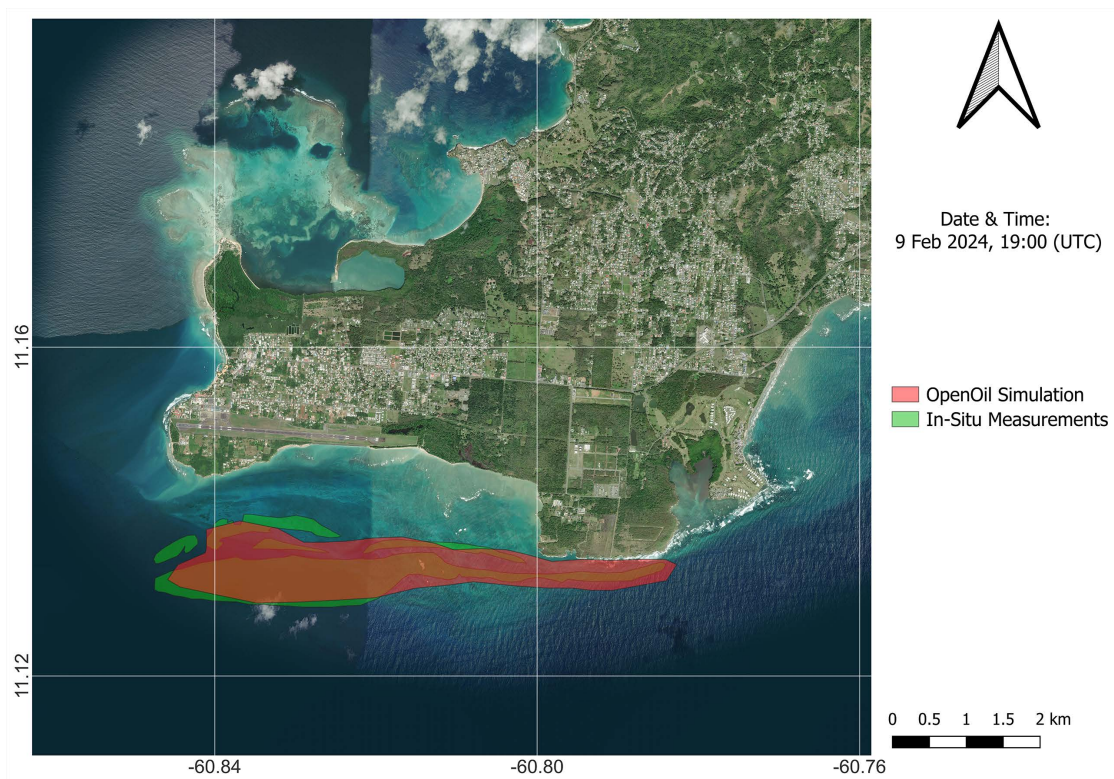 Date & Time:
9 Feb 2024, 19:00 (UTC)
11.16
OpenOil Simulation
In-Situ Measurements
11.12
0 0.5 1 1.5 2 km
-60.84 -60.80 -60.76